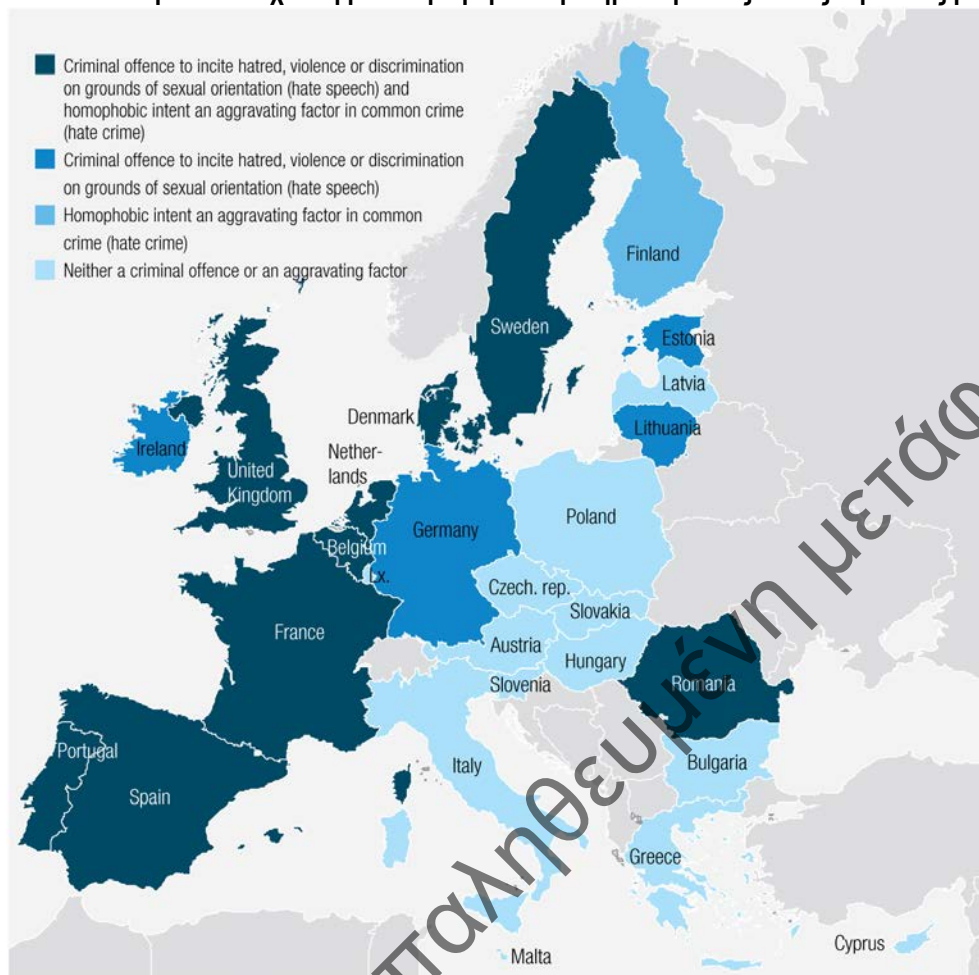 Criminal offence to incite hatred, violence or discrimination
on grounds of sexual orientation (hate speech) and
homophobic intent an aggravating factor in common crime
(hate crime)
Criminal offence to incite hatred, violence or discrimination
on grounds of sexual orientation (hate speech)
Homophobic intent an aggravating factor in common
crime (hate crime)
Neither a criminal offence or an aggravating factor
Finland
Sweden
Estonia
Latvia
Lithuania
Denmark
Ireland
United
Kingdom
Nether-
lands
Belgium
Lx.
Germany
Poland
Czech. rep.
Slovakia
Austria
Hungary
Slovenia
France
Romania
Portugal
Spain
Italy
Bulgaria
Greece
Malta
Cyprus